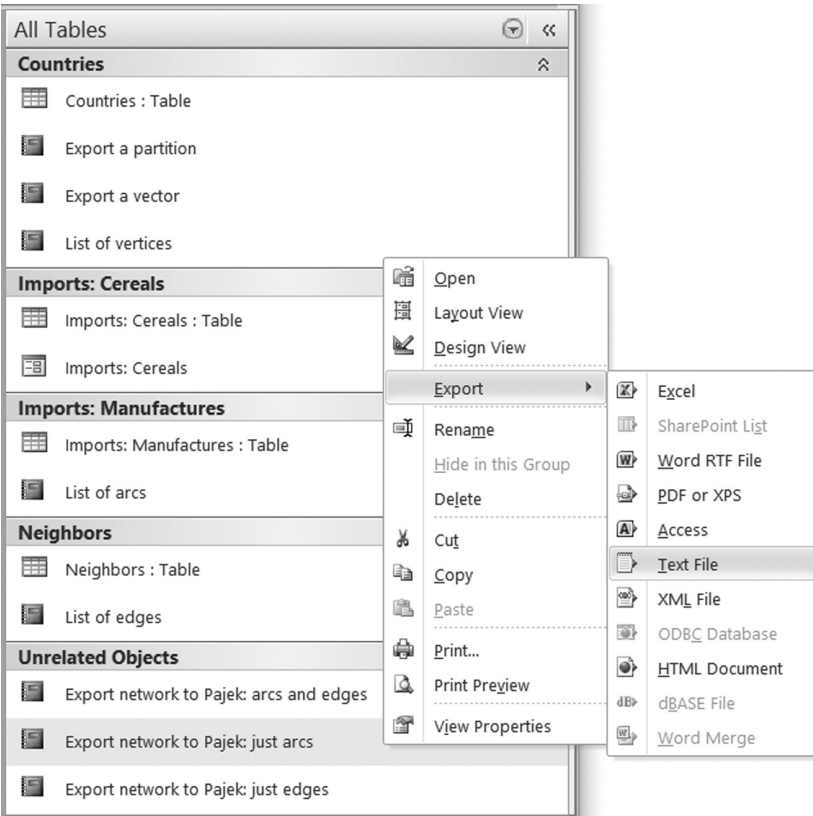 All Tables
Countries
Countries : Table
Export a partition
Export a vector
List of vertices
Imports: Cereals
Imports: Cereals : Table
Imports: Cereals
Imports: Manufactures
Imports: Manufactures : Table
List of arcs
Neighbors
Neighbors : Table
List of edges
Unrelated Objects
Export network to Pajek: arcs and edges
Export network to Pajek: just arcs
Export network to Pajek: just edges
Open
Layout View
Design View
Export
Rename
Hide in this Group
Delete
Cut
Copy
Paste
Print...
Print Preview
View Properties
Excel
SharePoint List
Word RTF File
PDF or XPS
Access
Text File
XML File
ODBC Database
HTML Document
dBASE File
Word Merge